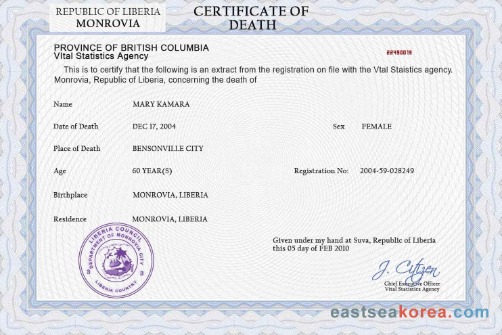 REPUBLIC OF LIBERIA
MONROVIA
CERTIFICATE OF
DEATH
PROVINCE OF BRITISH COLUMBIA
Vital Statistics Agency
This is to certify that the following is an extract from the registration on file with the Vtal Staistics agency.
Monrovia, Republic of Liberia, concerning the death of
Name MARY KAMARA
Date of Death DEC 17, 2004 Sex FEMALE
Place of Death BENSONVILLE CITY
Age 60 YEAR(S) Registration No: 2004-59-028249
Birthplace MONROVIA, LIBERIA
Residence MONROVIA, LIBERIA
LIBERIA COUNCIL
DEPARTMENT OF MONROVIA CITY
LIBERIA COUNTRY
Given under my hand at Suva, Republic of Liberia
this 05 day of FEB 2010
J. Citizen
Chief Executive Officer
Vital Statistics Agency
eastseakorea.com